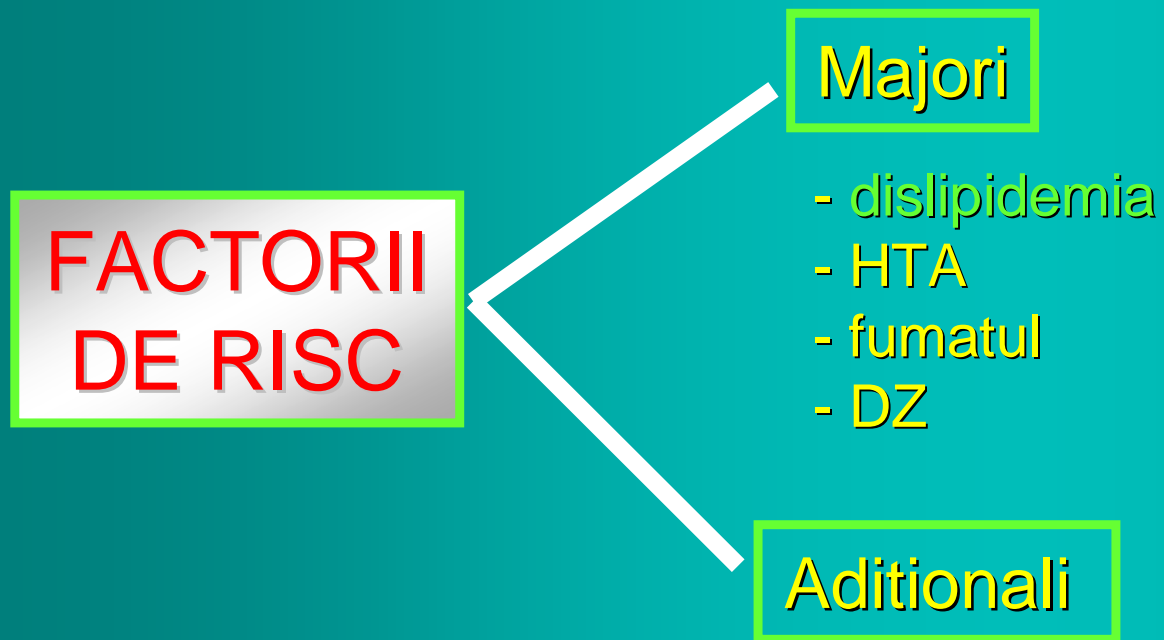 FACTORII
DE RISC
Majori
- dislipidemia
- HTA
- fumatul
- DZ
Aditionali